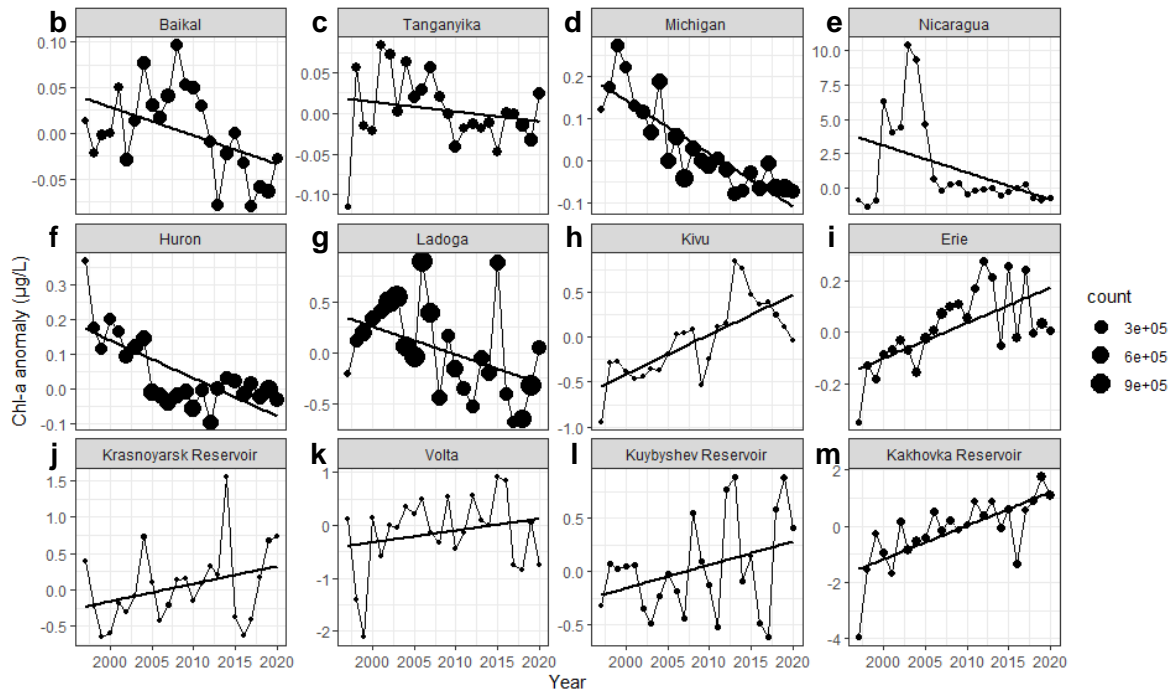 b Baikal c Tanganyika d Michigan e Nicaragua
0.10 0.05 0.00 -0.05
0.05 0.00 -0.05 -0.10
0.2 0.1 0.0 -0.1
10.0 7.5 5.0 2.5 0.0
f Huron g Ladoga h Kivu i Erie
0.3 0.2 0.1 0.0 -0.1
0.5 0.0 -0.5
1.0 0.5 0.0 -0.5 -1.0
0.2 0.0 -0.2
j Krasnoyarsk Reservoir k Volta l Kuybyshev Reservoir m Kakhovka Reservoir
1.5 1.0 0.5 0.0 -0.5
1 0 -1 -2
0.5 0.0 -0.5
2 0 -2 -4
2000 2005 2010 2015 2020 2000 2005 2010 2015 2020 2000 2005 2010 2015 2020 2000 2005 2010 2015 2020
Year
Chl-a anomaly (µg/L)
count
3e+05
6e+05
9e+05